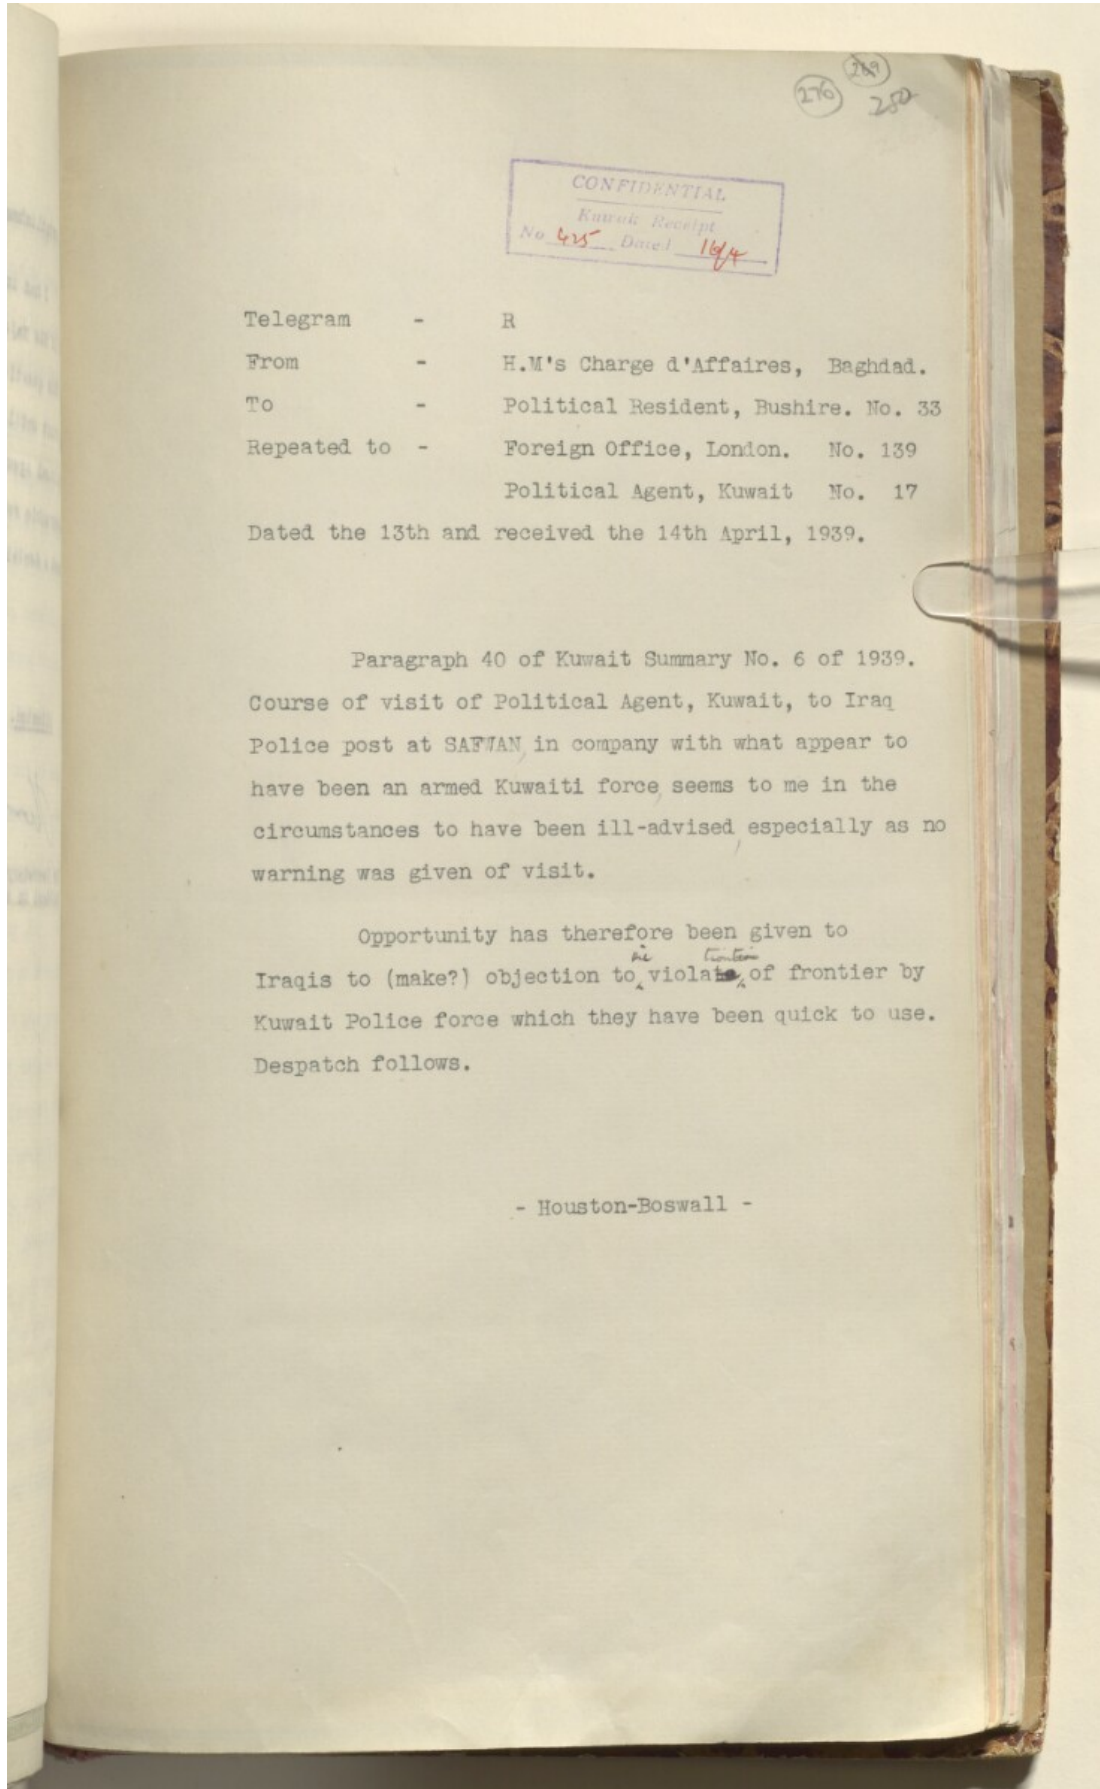 269
276
280
CONFIDENTIAL
Kuwait Receipt
No 425 Dated 16/4
Telegram - R
From - H.M's Charge d'Affaires, Baghdad.
To - Political Resident, Bushire. No. 33
Repeated to - Foreign Office, London. No. 139
Political Agent, Kuwait No. 17
Dated the 13th and received the 14th April, 1939.
Paragraph 40 of Kuwait Summary No. 6 of 1939.
Course of visit of Political Agent, Kuwait, to Iraq
Police post at SAFWAN, in company with what appear to
have been an armed Kuwaiti force, seems to me in the
circumstances to have been ill-advised, especially as no
warning was given of visit.
Opportunity has therefore been given to
Iraqis to (make?) objection to violate of frontier by
Kuwait Police force which they have been quick to use.
Despatch follows.
- Houston-Boswall -